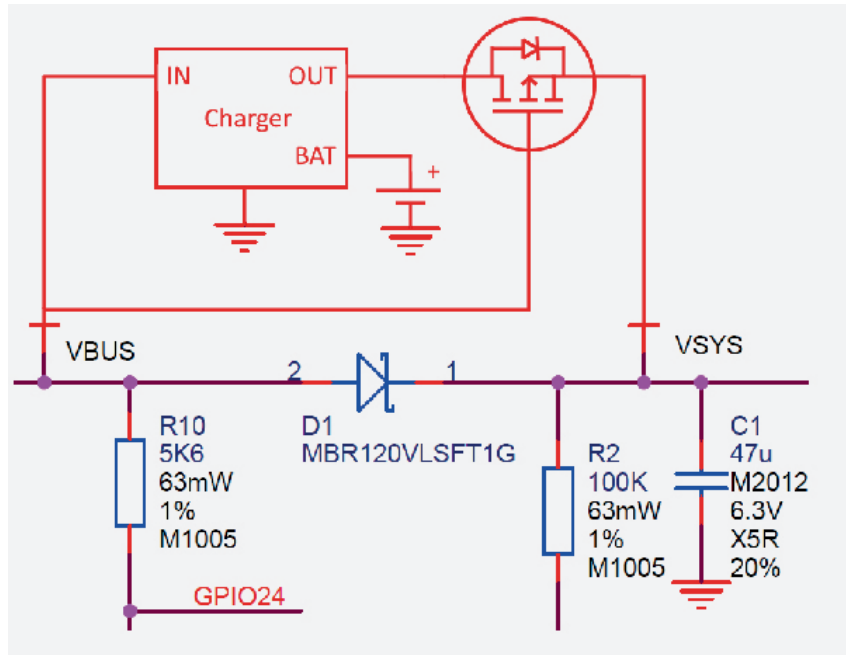 IN
OUT
Charger
BAT
+
VBUS
VSYS
2
1
R10
5K6
63mW
1%
M1005
D1
MBR120VLSFT1G
R2
100K
63mW
1%
M1005
C1
47u
M2012
6.3V
X5R
20%
GPIO24